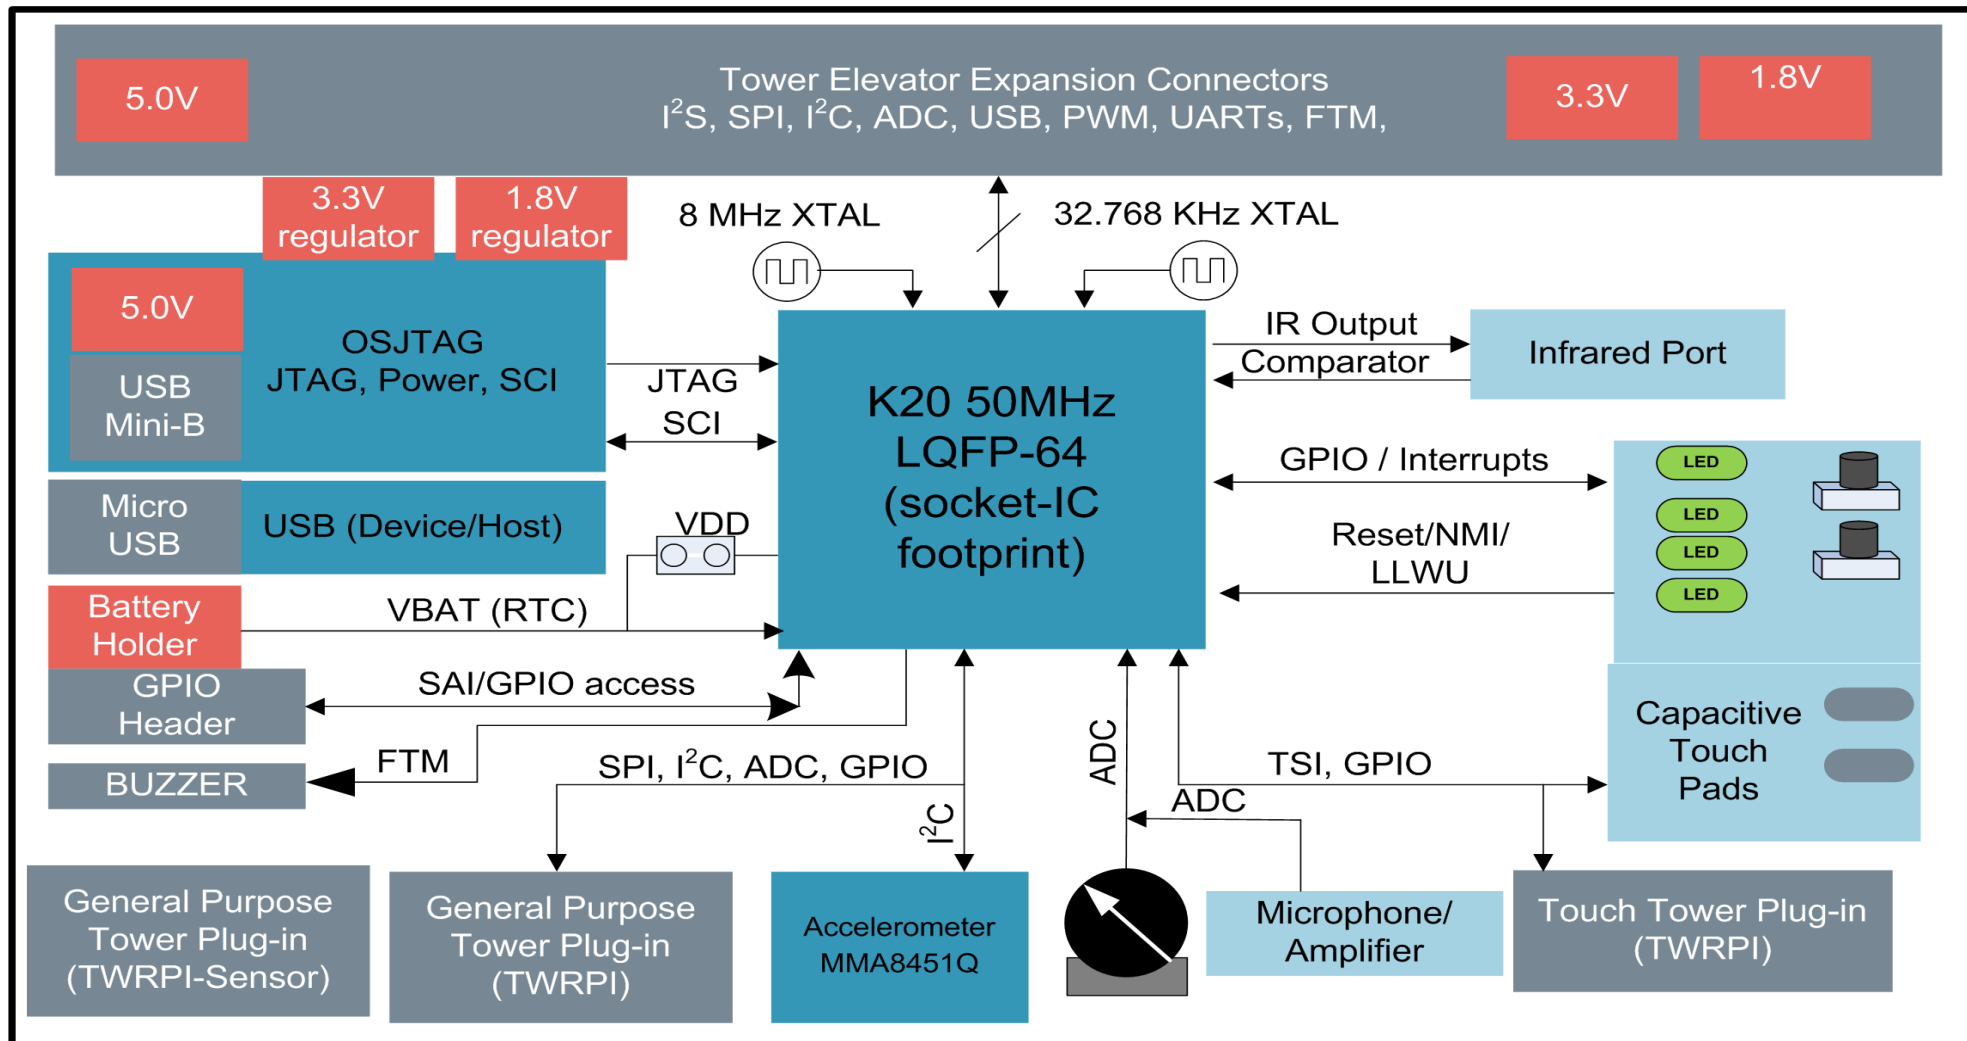 Tower Elevator Expansion Connectors
I²S, SPI, I²C, ADC, USB, PWM, UARTs, FTM,
5.0V
3.3V
1.8V
3.3V
regulator
1.8V
regulator
8 MHz XTAL
32.768 KHz XTAL
5.0V
USB
Mini-B
OSJTAG
JTAG, Power, SCI
JTAG
SCI
K20 50MHz
LQFP-64
(socket-IC
footprint)
IR Output
Comparator
Infrared Port
GPIO / Interrupts
Reset/NMI/
LLWU
LED
LED
LED
LED
Micro
USB
USB (Device/Host)
VDD
Battery
Holder
VBAT (RTC)
GPIO
Header
SAI/GPIO access
BUZZER
FTM
SPI, I²C, ADC, GPIO
I²C
ADC
ADC
TSI, GPIO
Capacitive
Touch
Pads
General Purpose
Tower Plug-in
(TWRPI-Sensor)
General Purpose
Tower Plug-in
(TWRPI)
Accelerometer
MMA8451Q
Microphone/
Amplifier
Touch Tower Plug-in
(TWRPI)